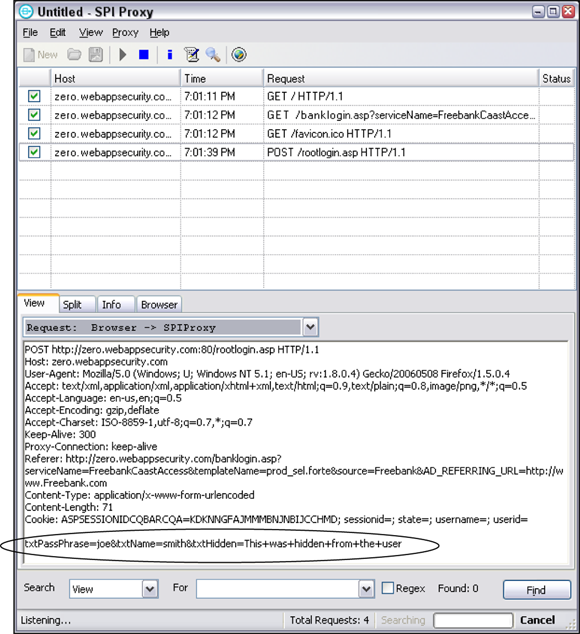 Untitled - SPI Proxy
File Edit View Proxy Help
New
Host Time Request Status
zero.webappsecurity.co... 7:01:11 PM GET / HTTP/1.1
zero.webappsecurity.co... 7:01:12 PM GET /banklogin.asp?serviceName=FreebankCaastAcce...
zero.webappsecurity.co... 7:01:12 PM GET /favicon.ico HTTP/1.1
zero.webappsecurity.co... 7:01:39 PM POST /rootlogin.asp HTTP/1.1
View Split Info Browser
Request: Browser -> SPIProxy
POST http://zero.webappsecurity.com:80/rootlogin.asp HTTP/1.1
Host: zero.webappsecurity.com
User-Agent: Mozilla/5.0 (Windows; U; Windows NT 5.1; en-US; rv:1.8.0.4) Gecko/20060508 Firefox/1.5.0.4
Accept: text/xml,application/xml,application/xhtml+xml,text/html;q=0.9,text/plain;q=0.8,image/png,*/*;q=0.5
Accept-Language: en-us,en;q=0.5
Accept-Encoding: gzip,deflate
Accept-Charset: ISO-8859-1,utf-8;q=0.7,*;q=0.7
Keep-Alive: 300
Proxy-Connection: keep-alive
Referer: http://zero.webappsecurity.com/banklogin.asp?
serviceName=FreebankCaastAccess&templateName=prod_sel.forte&source=Freebank&AD_REFERRING_URL=http://w
ww.Freebank.com
Content-Type: application/x-www-form-urlencoded
Content-Length: 71
Cookie: ASPSESSIONIDCQBARCQA=KDKNNGFAJMMMBNJNBIJCCHMD; sessionid=; state=; username=; userid=
txtPassPhrase=joe&txtName=smith&txtHidden=This+was+hidden+from+the+user
Search View For Regex Found: 0 Find
Listening... Total Requests: 4 Searching Cancel